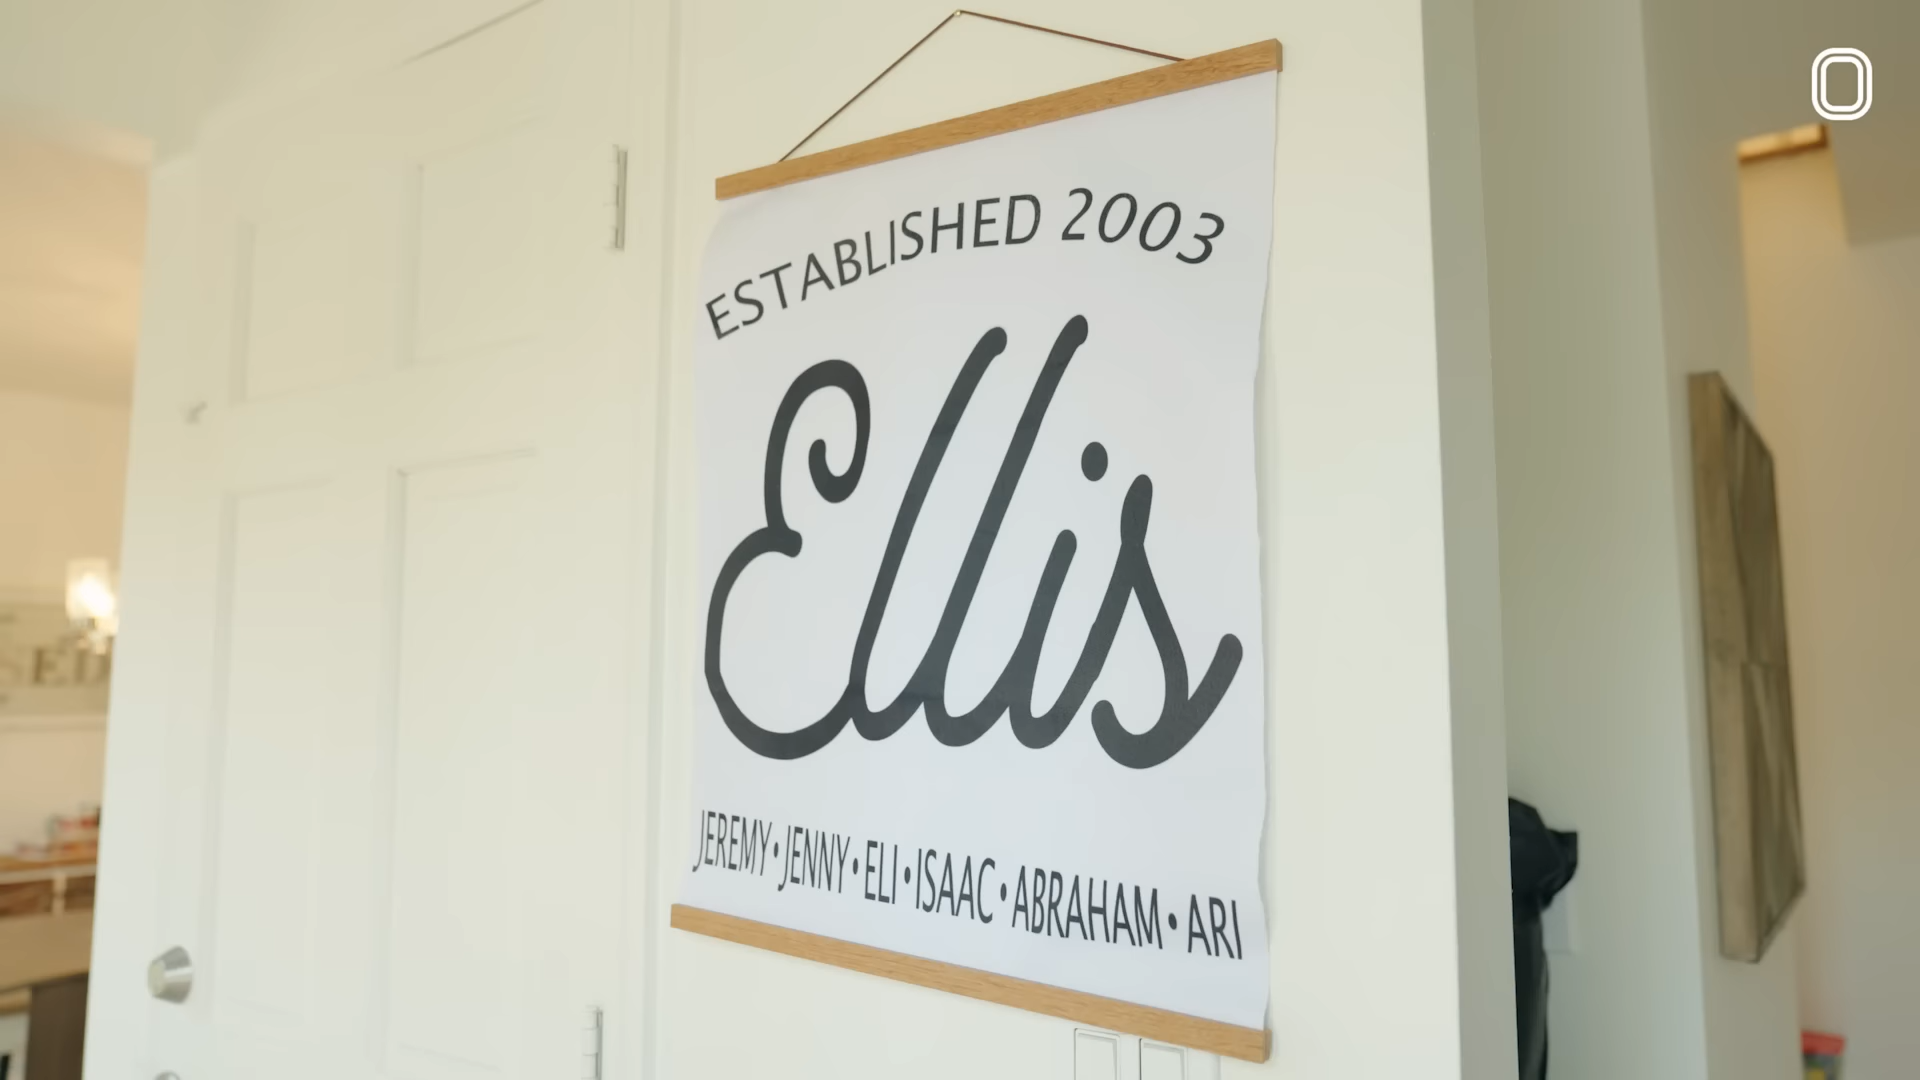 ESTABLISHED 2003
Ellis
JEREMY•JENNY•ELI•ISAAC•ABRAHAM•ARI